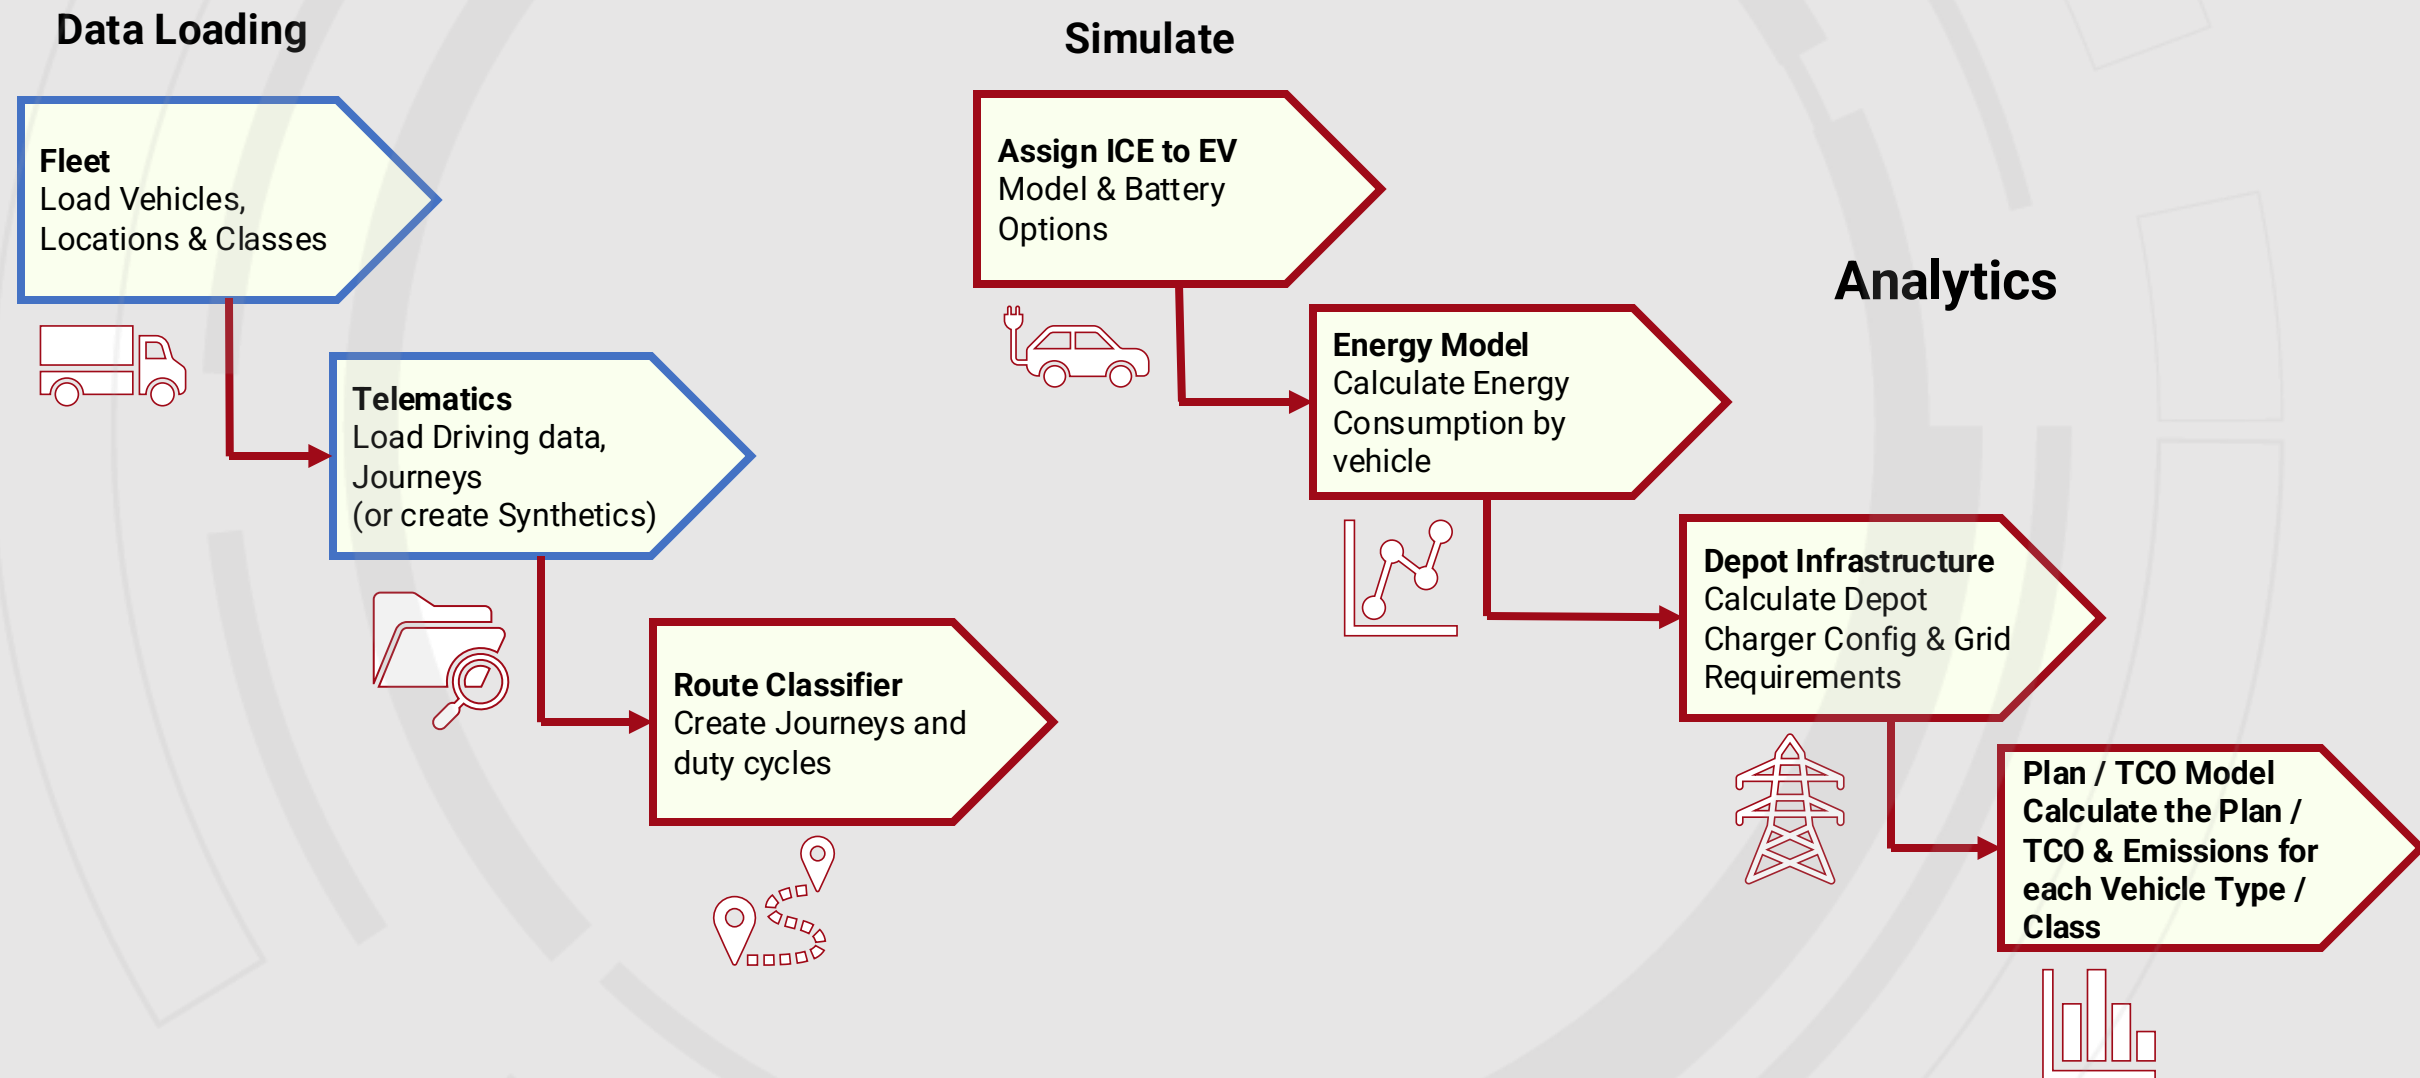 Data Loading
Fleet
Load Vehicles,
Locations & Classes
Telematics
Load Driving data,
Journeys
(or create Synthetics)
Route Classifier
Create Journeys and
duty cycles
Simulate
Assign ICE to EV
Model & Battery
Options
Energy Model
Calculate Energy
Consumption by
vehicle
Analytics
Depot Infrastructure
Calculate Depot
Charger Config & Grid
Requirements
Plan / TCO Model
Calculate the Plan /
TCO & Emissions for
each Vehicle Type /
Class